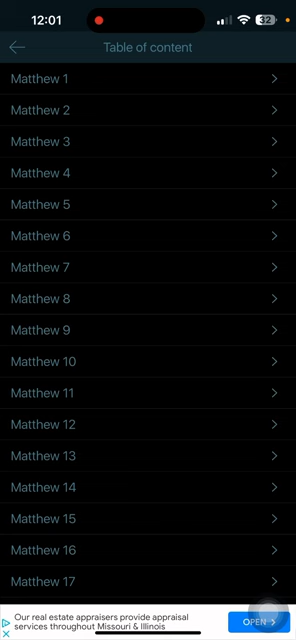 12:01
32
Table of content
Matthew 1
Matthew 2
Matthew 3
Matthew 4
Matthew 5
Matthew 6
Matthew 7
Matthew 8
Matthew 9
Matthew 10
Matthew 11
Matthew 12
Matthew 13
Matthew 14
Matthew 15
Matthew 16
Matthew 17
Our real estate appraisers provide appraisal
services throughout Missouri & Illinois
OPEN